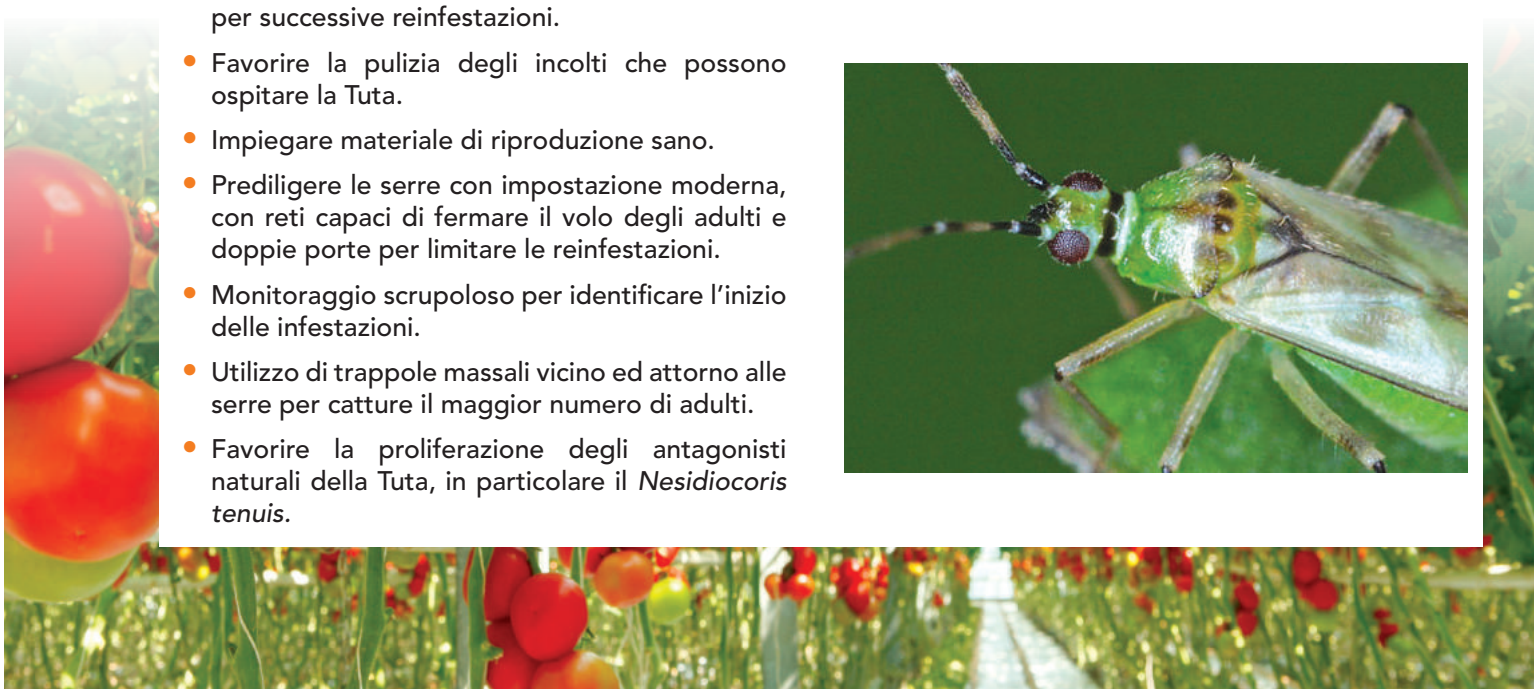 per successive reinfestazioni.
• Favorire la pulizia degli incolti che possono
ospitare la Tuta.
• Impiegare materiale di riproduzione sano.
• Prediligere le serre con impostazione moderna,
con reti capaci di fermare il volo degli adulti e
doppie porte per limitare le reinfestazioni.
• Monitoraggio scrupoloso per identificare l'inizio
delle infestazioni.
• Utilizzo di trappole massali vicino ed attorno alle
serre per catture il maggior numero di adulti.
• Favorire la proliferazione degli antagonisti
naturali della Tuta, in particolare il Nesidiocoris
tenuis.